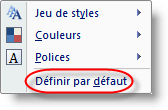 Jeu de styles
Couleurs
A
Polices
Définir par défaut